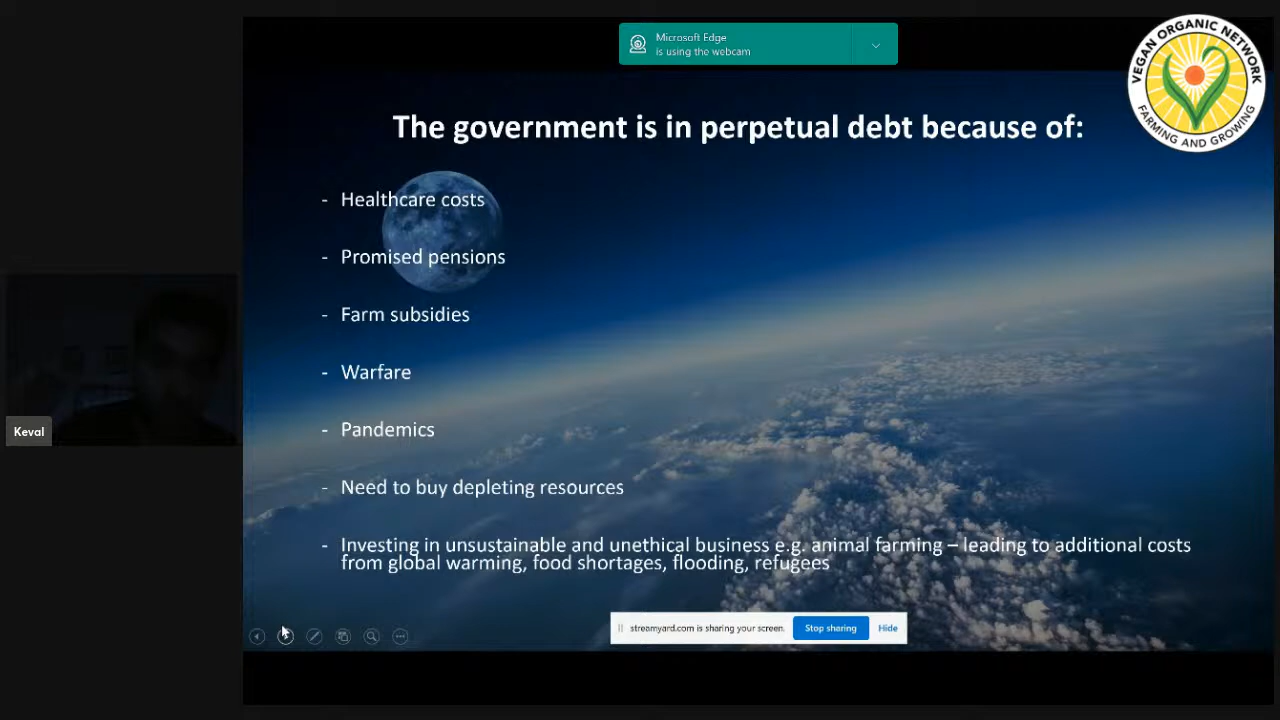 Microsoft Edge
is using the webcam
VEGAN ORGANIC NETWORK
FARMING AND GROWING
The government is in perpetual debt because of:
- Healthcare costs
- Promised pensions
- Farm subsidies
- Warfare
- Pandemics
- Need to buy depleting resources
- Investing in unsustainable and unethical business e.g. animal farming – leading to additional costs
from global warming, food shortages, flooding, refugees
Keval
streamyard.com is sharing your screen.
Stop sharing
Hide